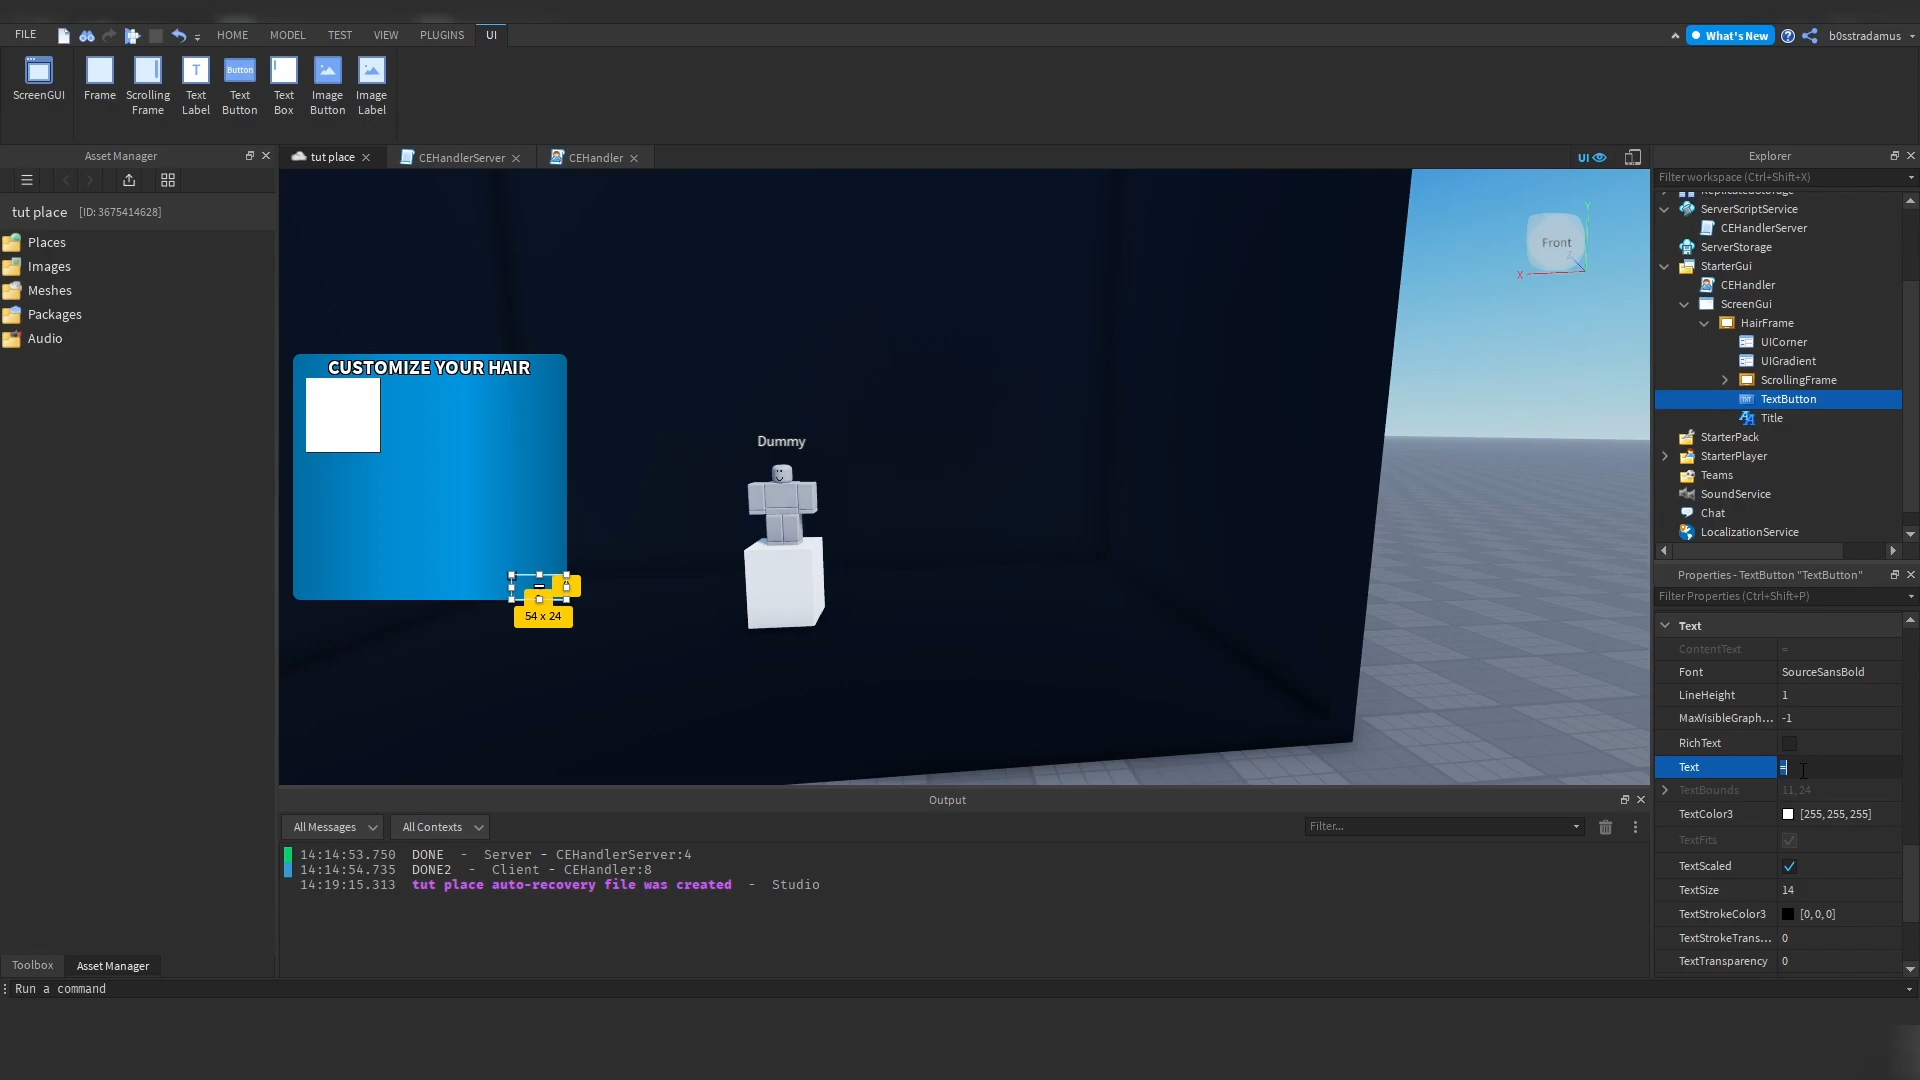 FILE
HOME
MODEL
TEST
VIEW
PLUGINS
UI
What's New
b0sstradamus
ScreenGUI
Frame
Scrolling
Frame
T
Text
Label
Button
Text
Button
Text
Box
Image
Button
Image
Label
Asset Manager
tut place
CEHandlerServer
CEHandler
UI
Explorer
Filter workspace (Ctrl+Shift+X)
tut place [ID: 3675414628]
Places
Images
Meshes
Packages
Audio
CUSTOMIZE YOUR HAIR
Dummy
=
54 x 24
Front
Y
X
Z
ReplicatedStorage
ServerScriptService
CEHandlerServer
ServerStorage
StarterGui
CEHandler
ScreenGui
HairFrame
UICorner
UIGradient
ScrollingFrame
TextButton
Title
StarterPack
StarterPlayer
Teams
SoundService
Chat
LocalizationService
Properties - TextButton "TextButton"
Filter Properties (Ctrl+Shift+P)
Text
ContentText =
Font SourceSansBold
LineHeight 1
MaxVisibleGraph... -1
RichText
Text =
TextBounds 11, 24
TextColor3 [255, 255, 255]
TextFits
TextScaled
TextSize 14
TextStrokeColor3 [0, 0, 0]
TextStrokeTrans... 0
TextTransparency 0
Output
All Messages
All Contexts
Filter...
14:14:53.750 DONE - Server - CEHandlerServer:4
14:14:54.735 DONE2 - Client - CEHandler:8
14:19:15.313 tut place auto-recovery file was created - Studio
Toolbox
Asset Manager
Run a command